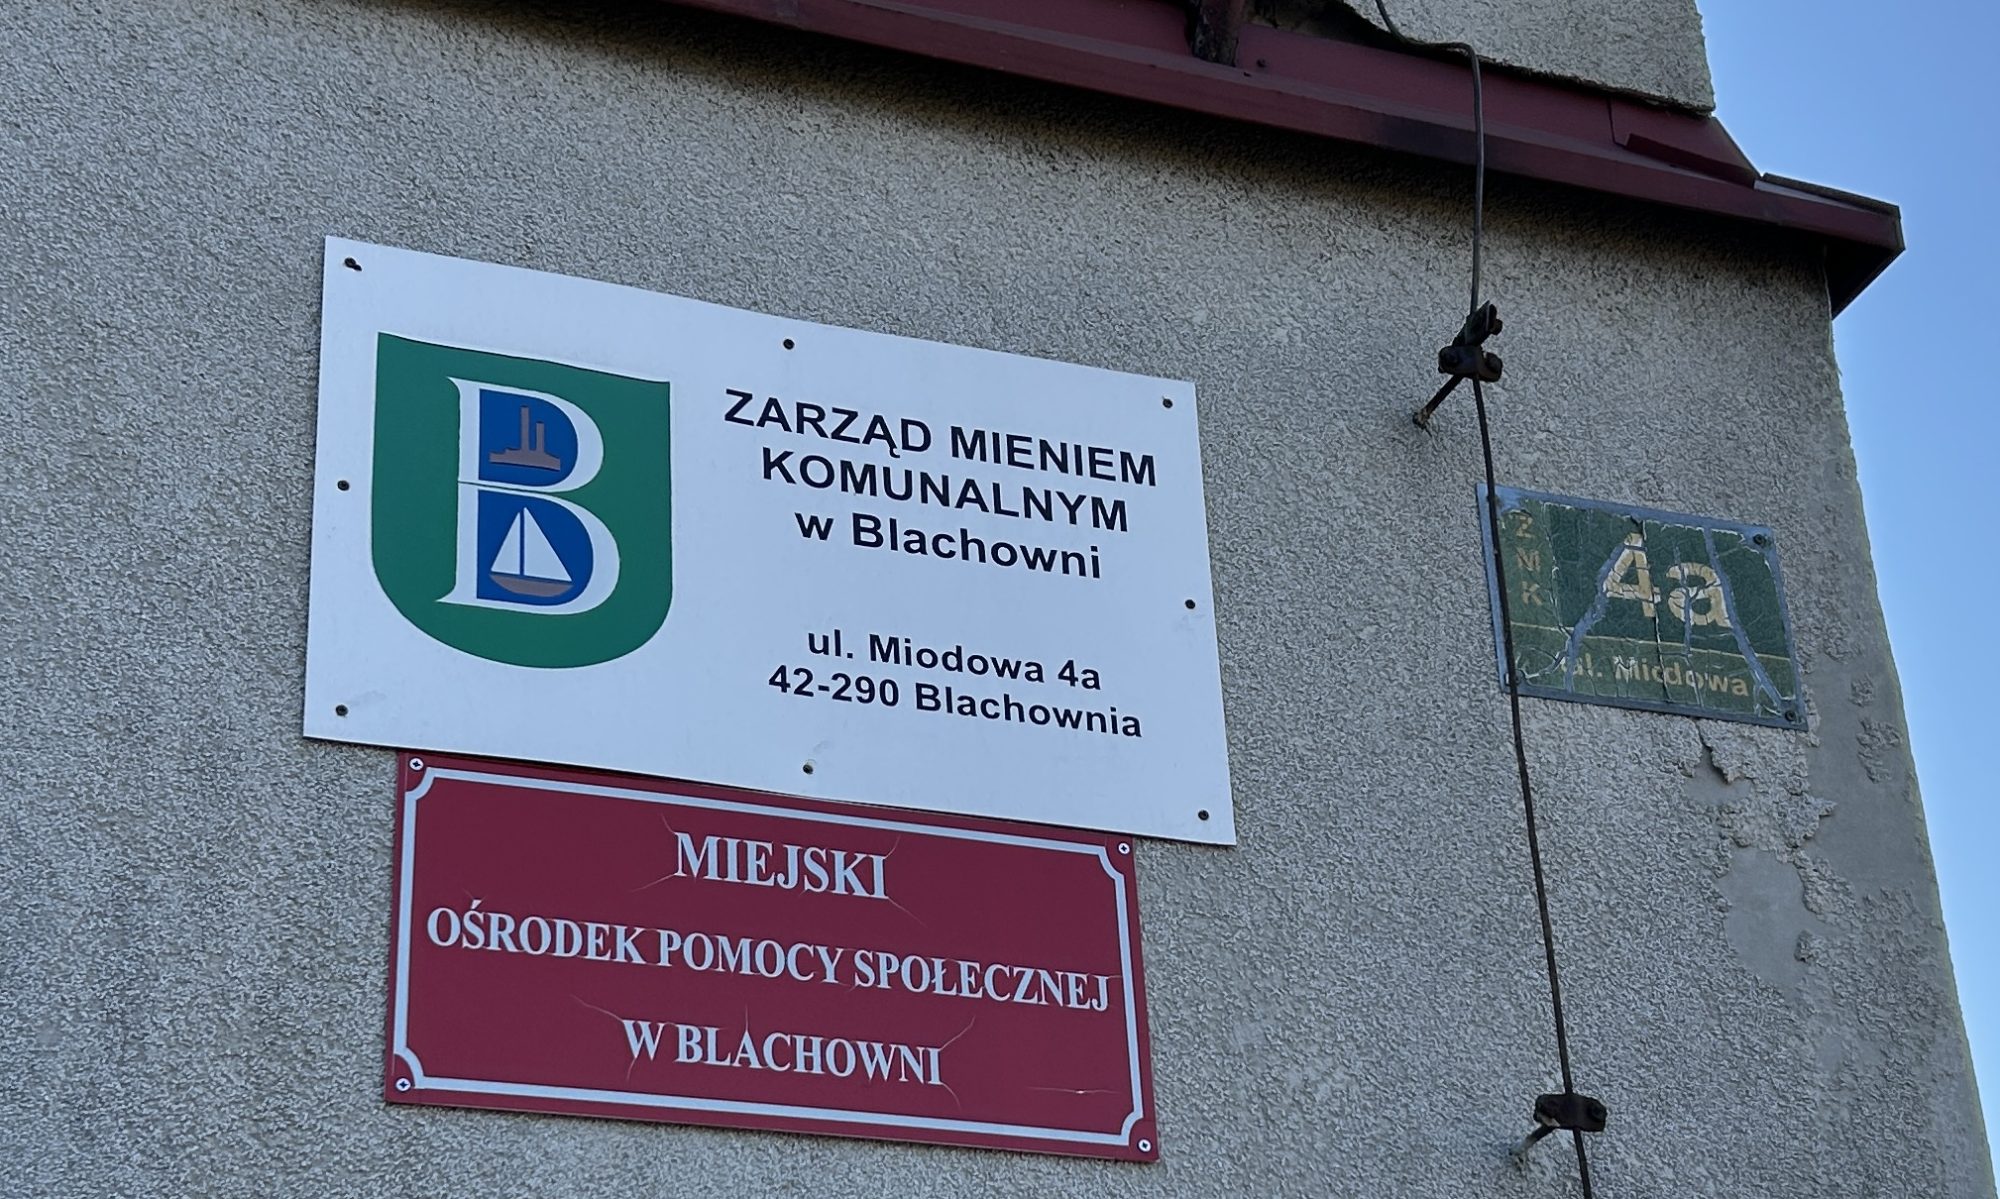 B
ZARZĄD MIENIEM
KOMUNALNYM
w Blachowni
ul. Miodowa 4a
42-290 Blachownia
MIEJSKI
OŚRODEK POMOCY SPOŁECZNEJ
W BLACHOWNI
ZMK
4a
ul. Miodowa